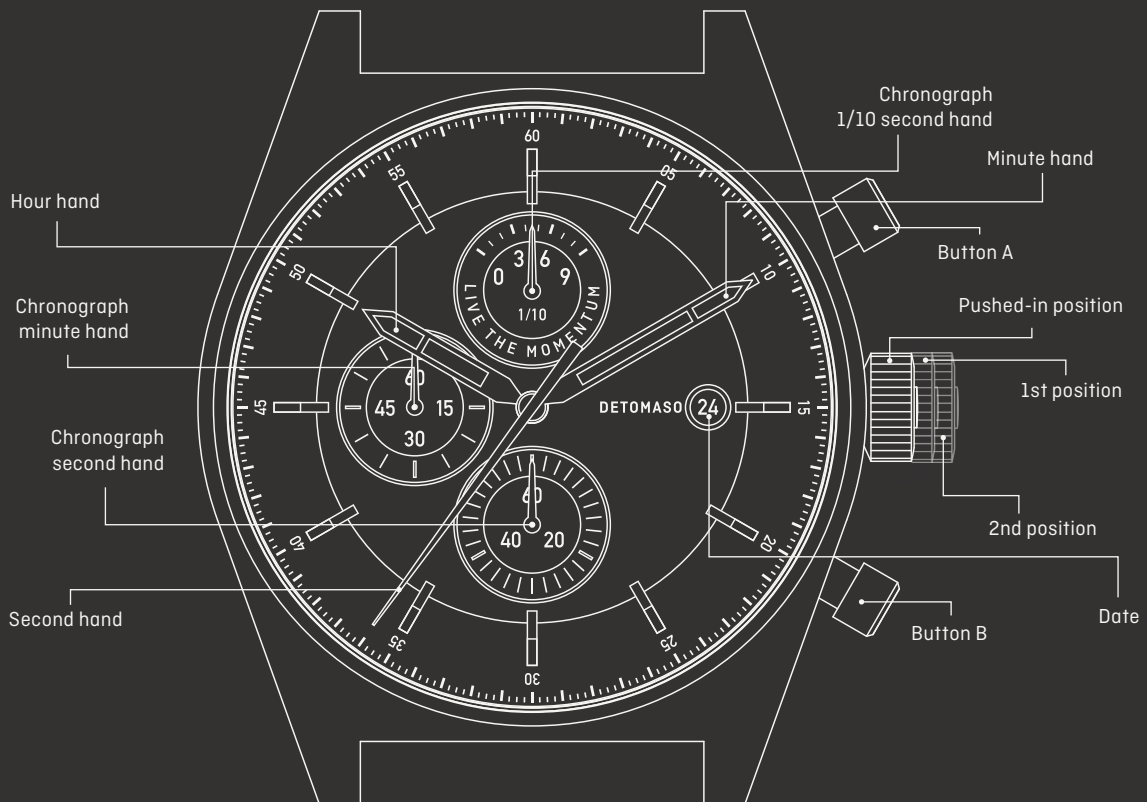 Chronograph
1/10 second hand
Minute hand
Hour hand
Button A
Chronograph
minute hand
Pushed-in position
1st position
Chronograph
second hand
2nd position
Second hand
Date
Button B
60
05
10
15
20
25
30
35
40
45
50
55
0 3 6 9
1/10
LIVE THE MOMENTUM
60
45 15
30
DETOMASO 24
60
40 20